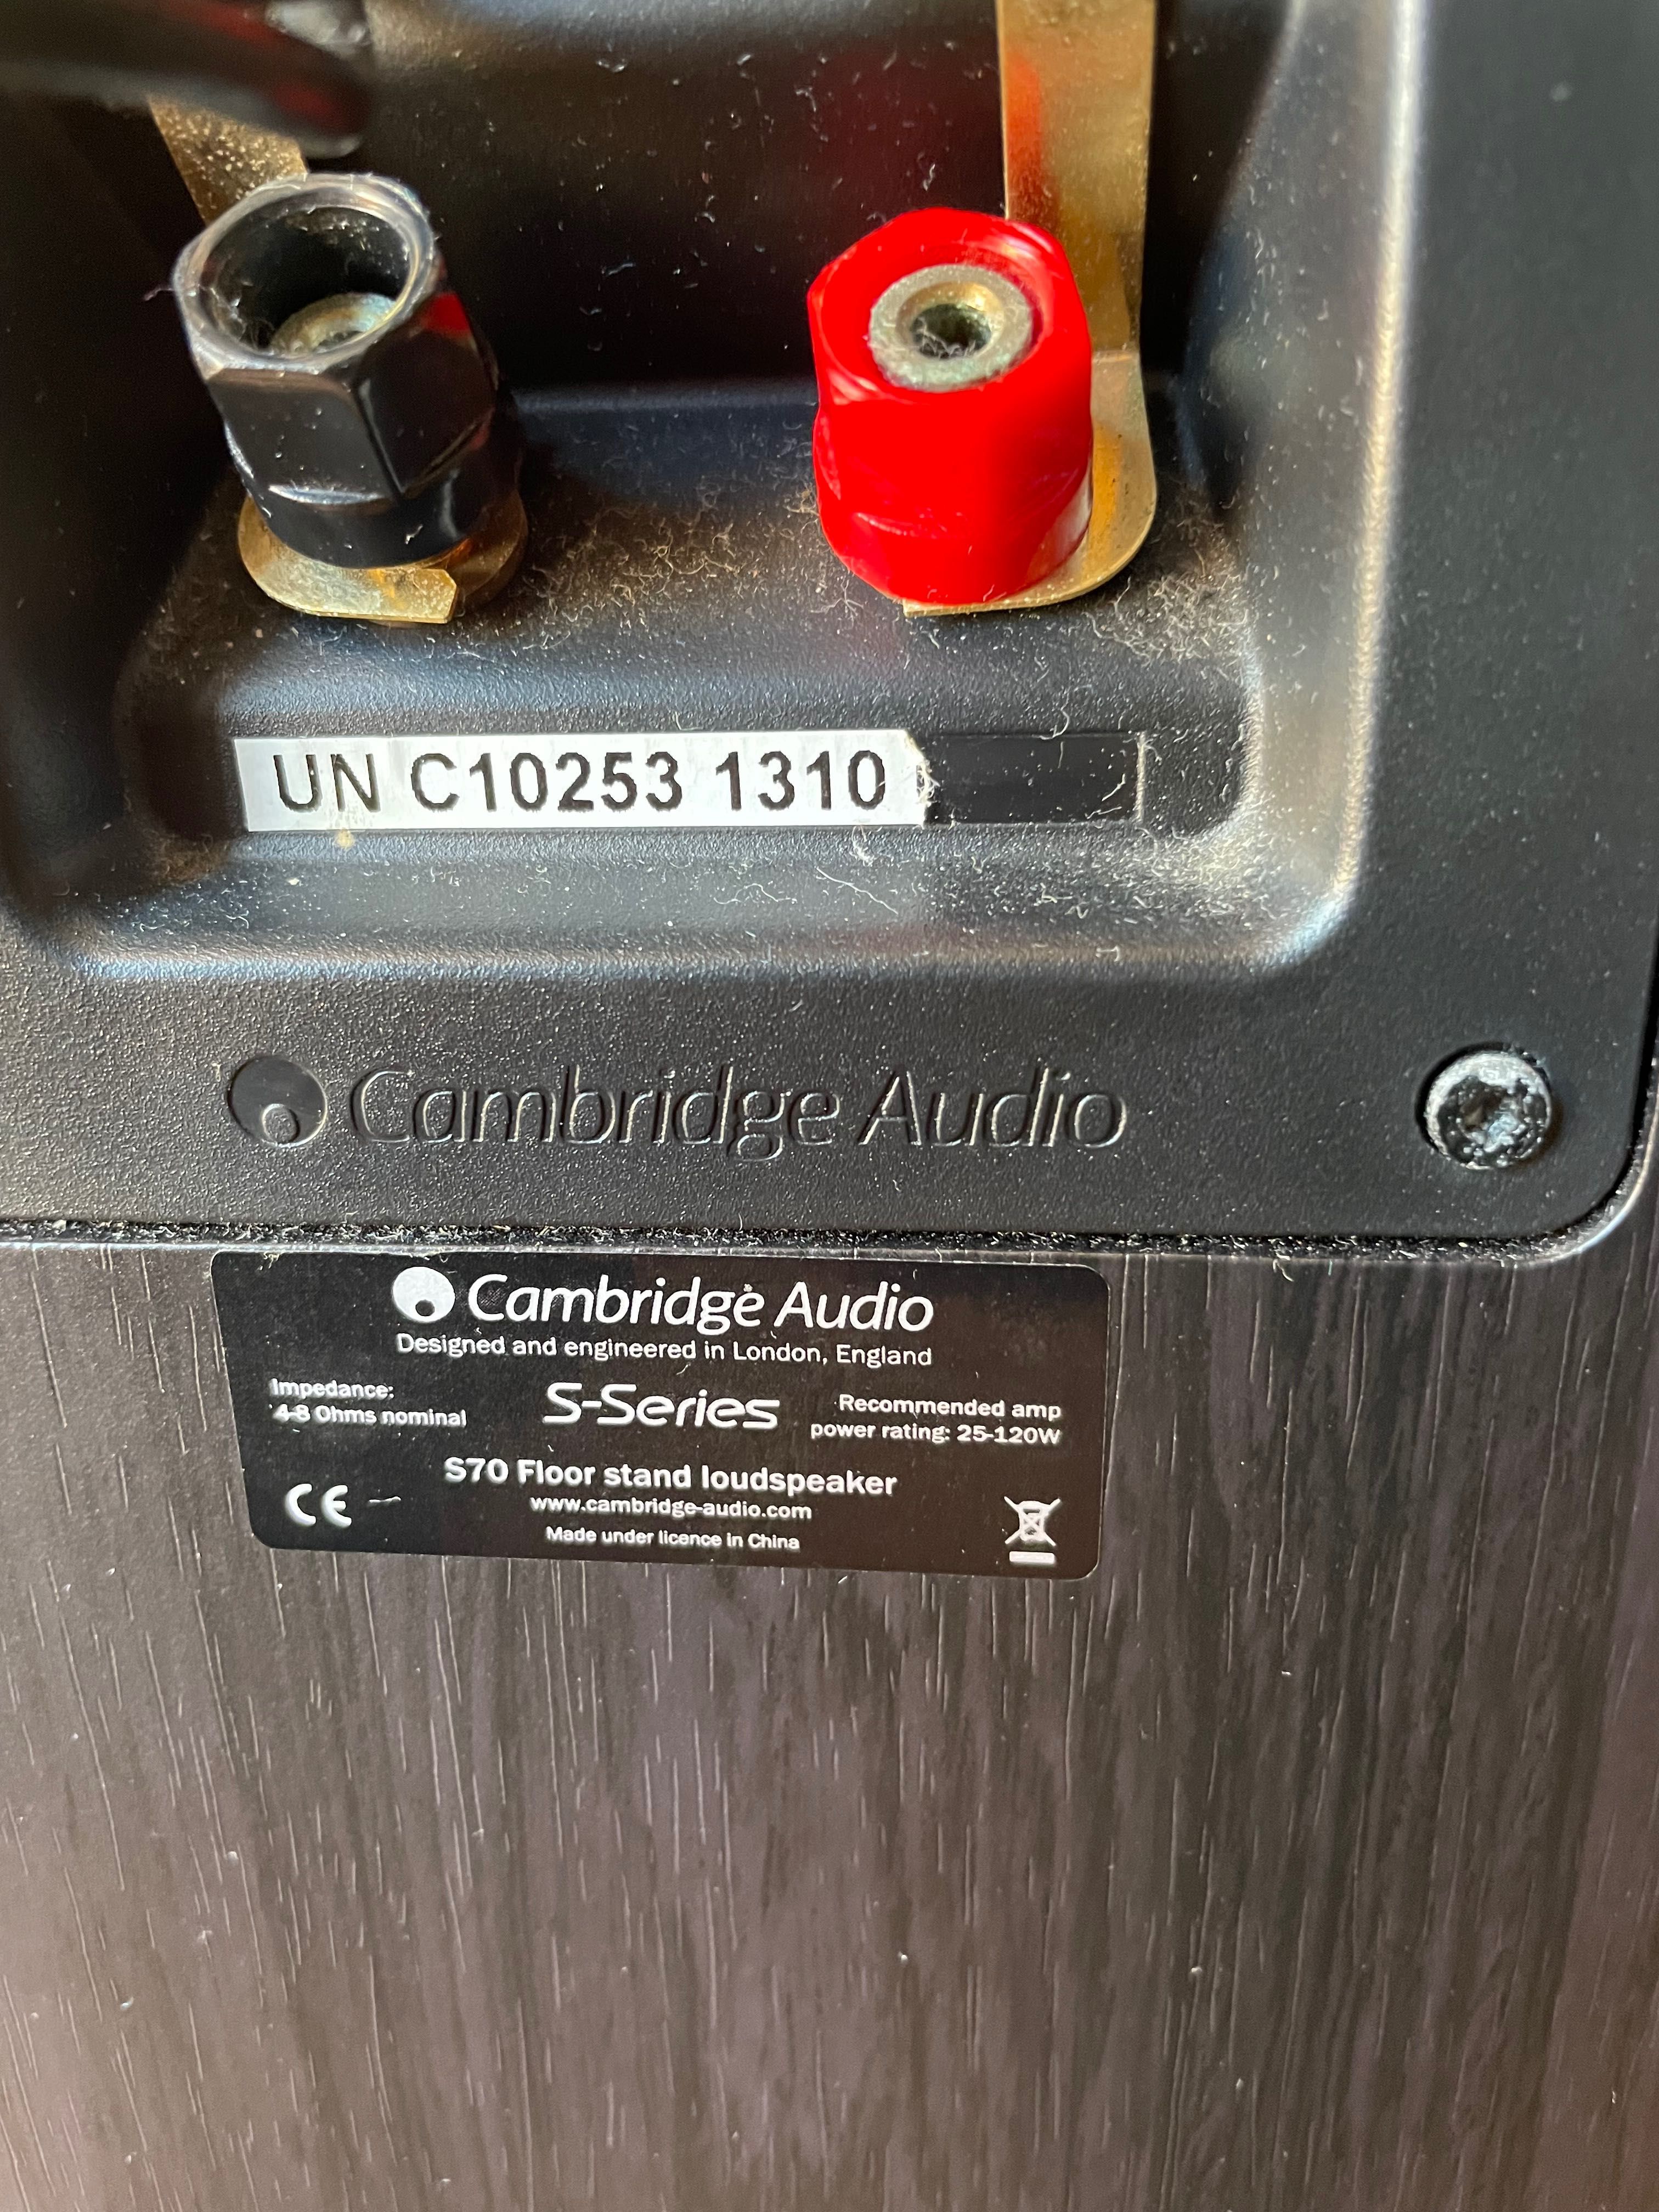 UN C10253 1310
Cambridge Audio
Cambridge Audio
Designed and engineered in London, England
Impedance:
4-8 Ohms nominal
S-Series
Recommended amp
power rating: 25-120W
S70 Floor stand loudspeaker
www.cambridge-audio.com
Made under licence in China
CE